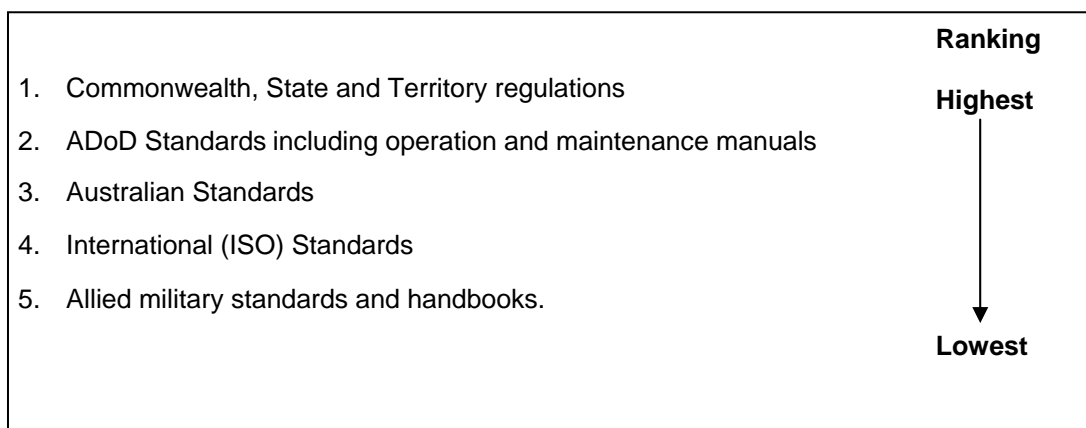 Ranking
1. Commonwealth, State and Territory regulations
Highest
2. ADoD Standards including operation and maintenance manuals
3. Australian Standards
4. International (ISO) Standards
5. Allied military standards and handbooks.
Lowest